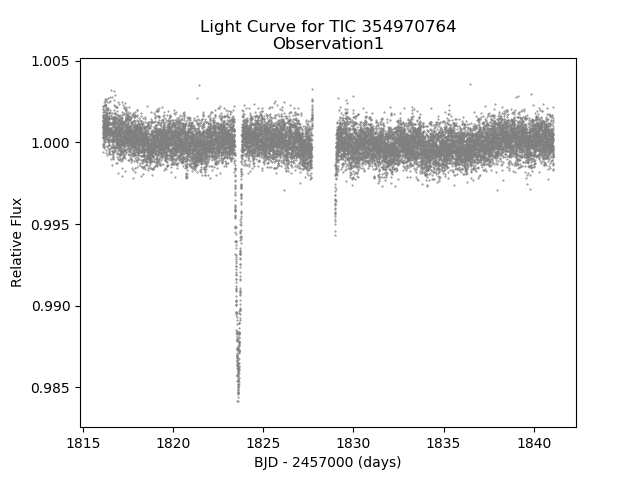 Light Curve for TIC 354970764
Observation1
1.005
1.000
0.995
0.990
0.985
Relative Flux
1815 1820 1825 1830 1835 1840
BJD - 2457000 (days)